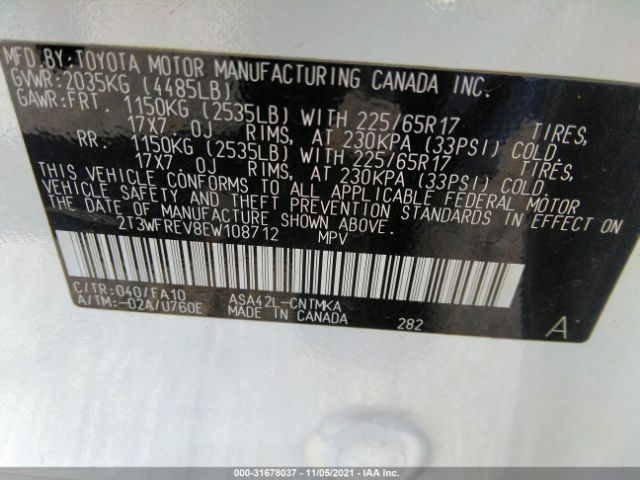 MFD.BY:TOYOTA MOTOR MANUFACTURING CANADA INC.
GVWR:2035KG (4485LB)
GAWR:FRT. 1150KG (2535LB) WITH 225/65R17 TIRES,
17X7.0J RIMS, AT 230KPA (33PSI) COLD.
RR. 1150KG (2535LB) WITH 225/65R17 TIRES,
17X7.0J RIMS, AT 230KPA (33PSI) COLD.
THIS VEHICLE CONFORMS TO ALL APPLICABLE FEDERAL MOTOR
VEHICLE SAFETY AND THEFT PREVENTION STANDARDS IN EFFECT ON
THE DATE OF MANUFACTURE SHOWN ABOVE.
2T3WFREV8EW108712 MPV
C/TR:040/FA10 ASA42L-CNTMKA
A/TM:-02A/U760E MADE IN CANADA 282 A
000-31678037 - 11/05/2021 - IAA Inc.